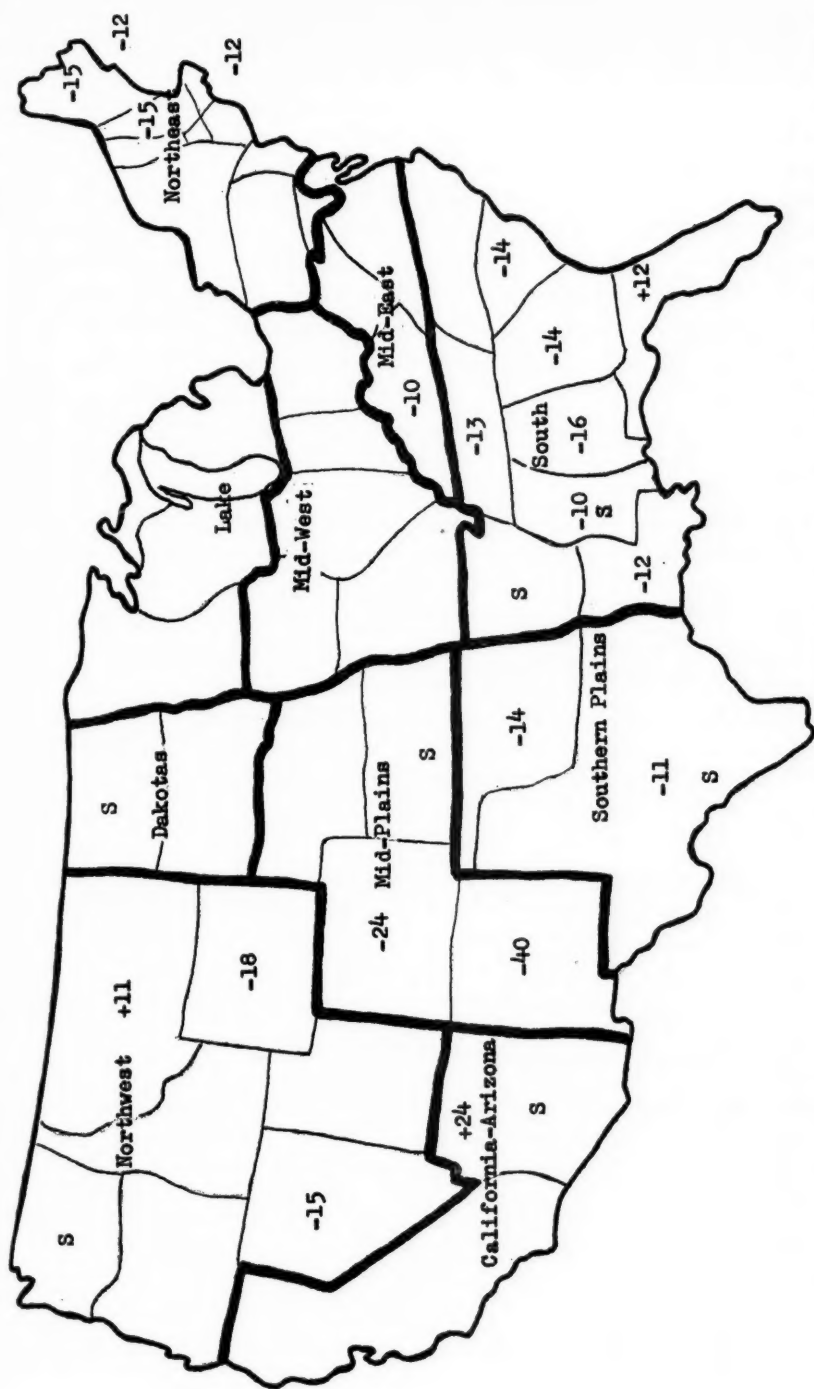 S
Northwest
+11
-18
-15
+24
California-Arizona
S
S
Dakotas
-24
Mid-Plains
S
-40
-14
Southern Plains
-11
S
Lake
Mid-West
-15
-12
-15
Northeast
-12
Mid-East
-10
-13
-14
-14
South
-16
-10
S
S
-12
+12